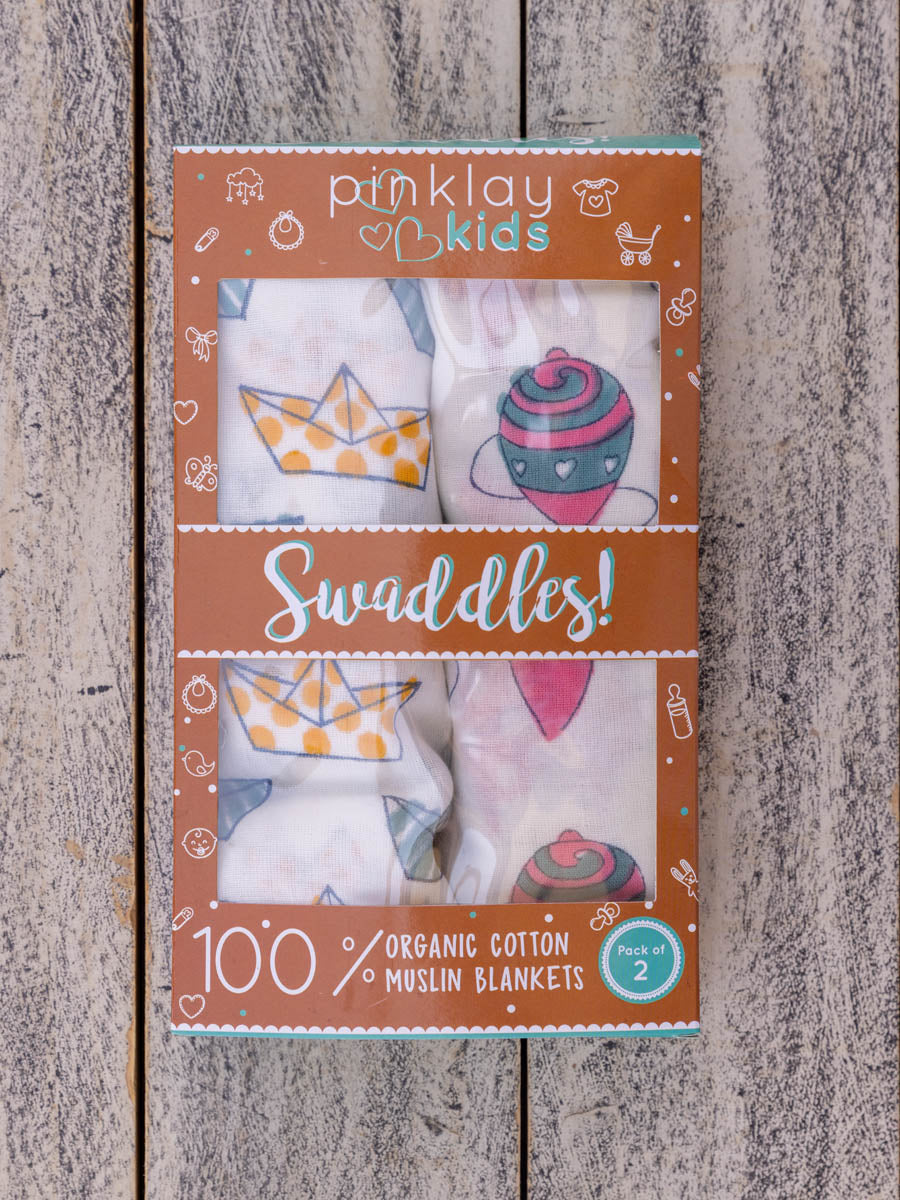 pinklay
kids
Swaddles!
100% ORGANIC COTTON
MUSLIN BLANKETS
Pack of
2